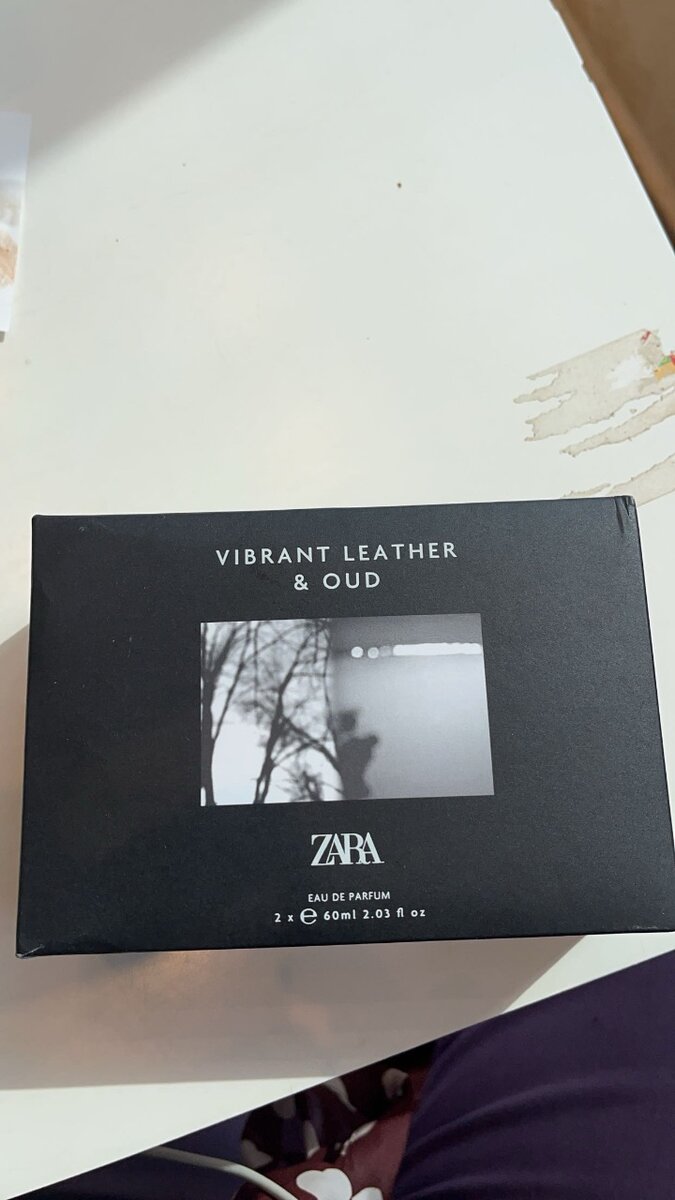 VIBRANT LEATHER
& OUD
ZARA
EAU DE PARFUM
2 x ℮ 60ml 2.03 fl oz